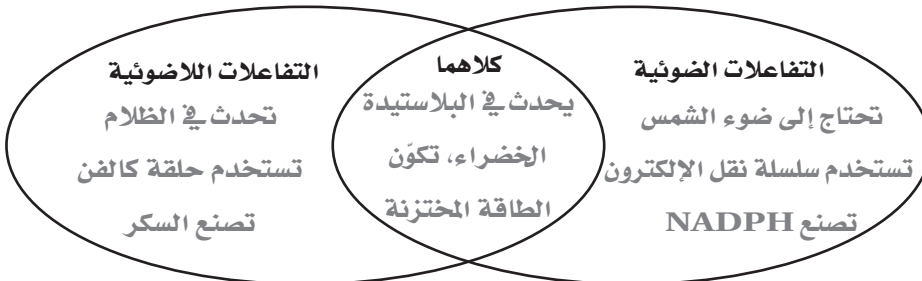 التفاعلات الضوئية
تحتاج إلى ضوء الشمس
تستخدم سلسلة نقل الإلكترون
تصنع NADPH
كلاهما
يحدث في البلاستيدة
الخضراء، تكوّن
الطاقة المختزنة
التفاعلات اللاضوئية
تحدث في الظلام
تستخدم حلقة كالفن
تصنع السكر